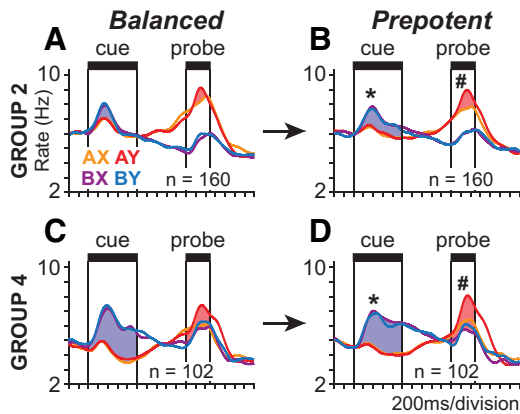 Balanced Prepotent
A cue probe B cue probe
10 10
* #
GROUP 2
Rate (Hz)
AX AY
BX BY
n = 160 n = 160
2 2
C cue probe D cue probe
10 10
* #
GROUP 4
n = 102 n = 102
2 2
200ms/division